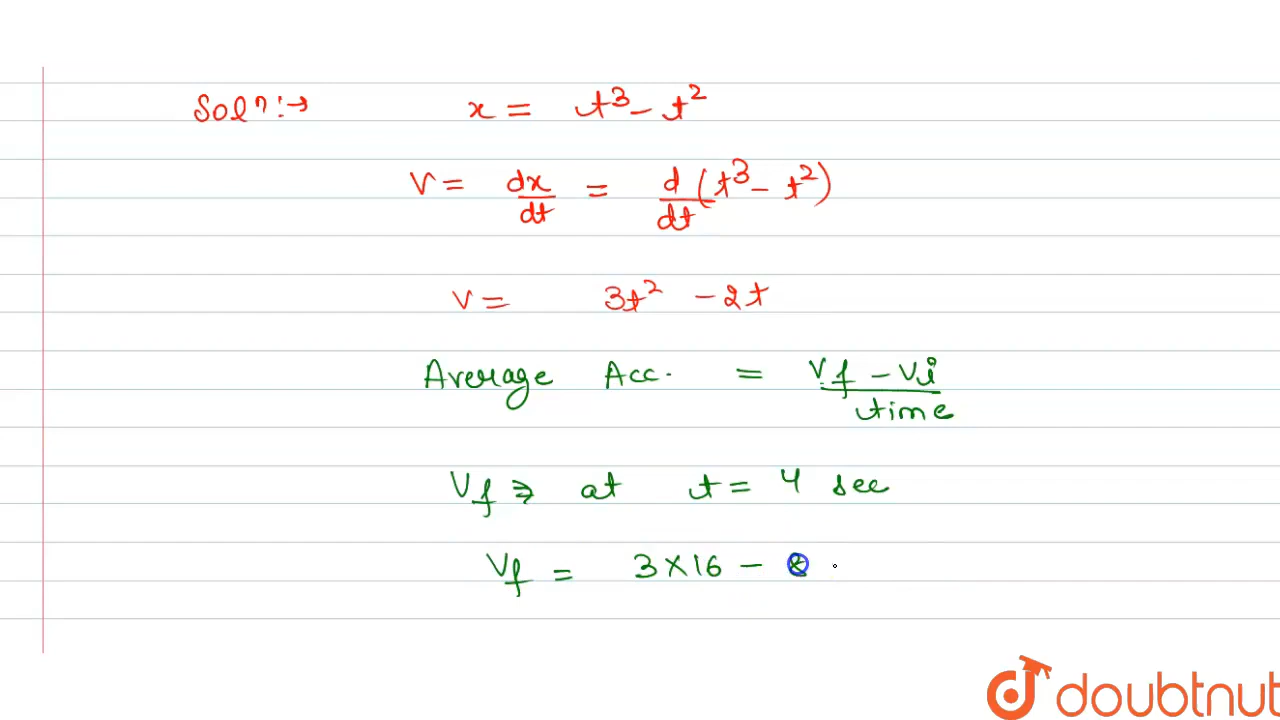 Solⁿ:→ x = t³ - t²
V = dx/dt = d/dt (t³ - t²)
V = 3t² - 2t
Average Acc. = Vf - Vi / time
Vf ⇒ at t = 4 sec
Vf = 3×16 - 8
doubtnut